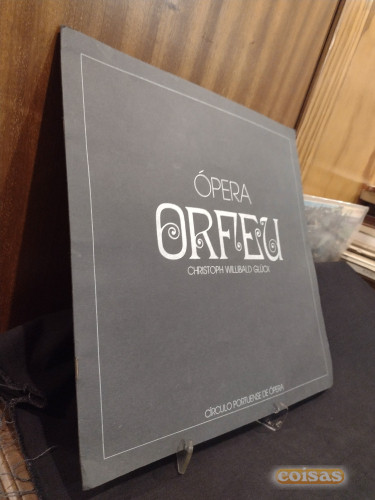 ÓPERA
ORFEU
CHRISTOPH WILLIBALD GLUCK
CÍRCULO PORTUENSE DE ÓPERA
coisas